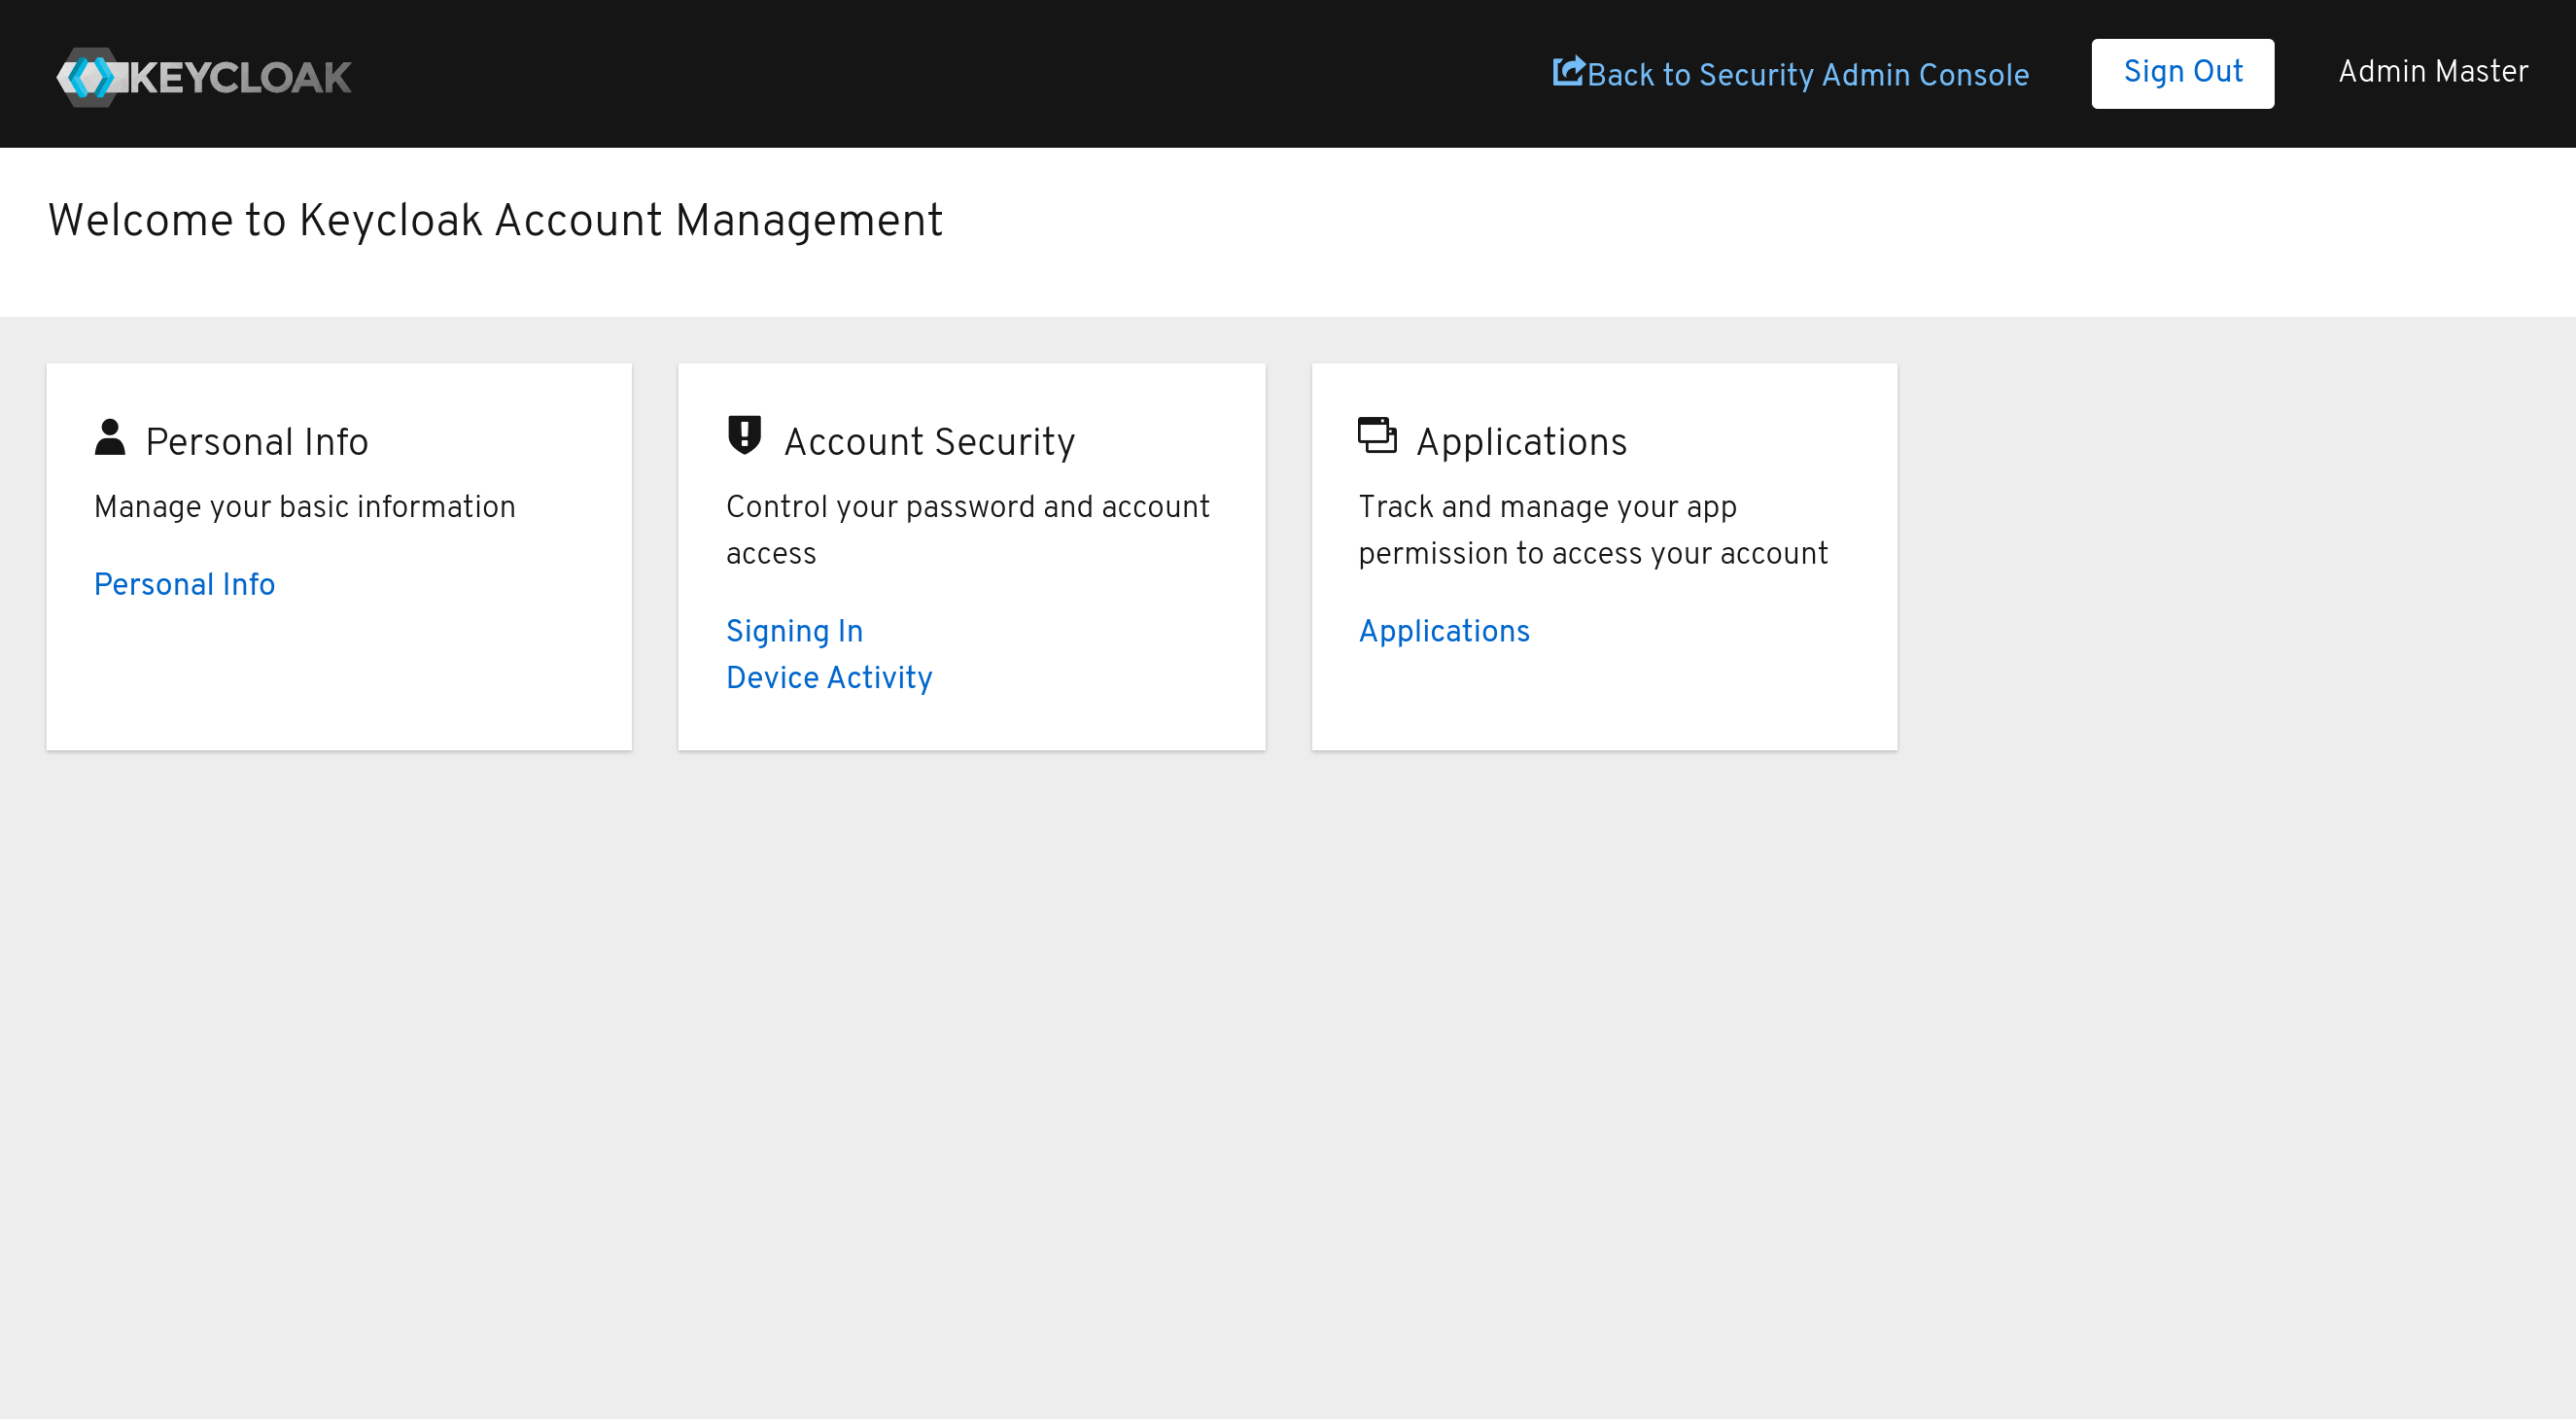 KEYCLOAK
Back to Security Admin Console
Sign Out
Admin Master
Welcome to Keycloak Account Management
Personal Info
Manage your basic information
Personal Info
Account Security
Control your password and account
access
Signing In
Device Activity
Applications
Track and manage your app
permission to access your account
Applications